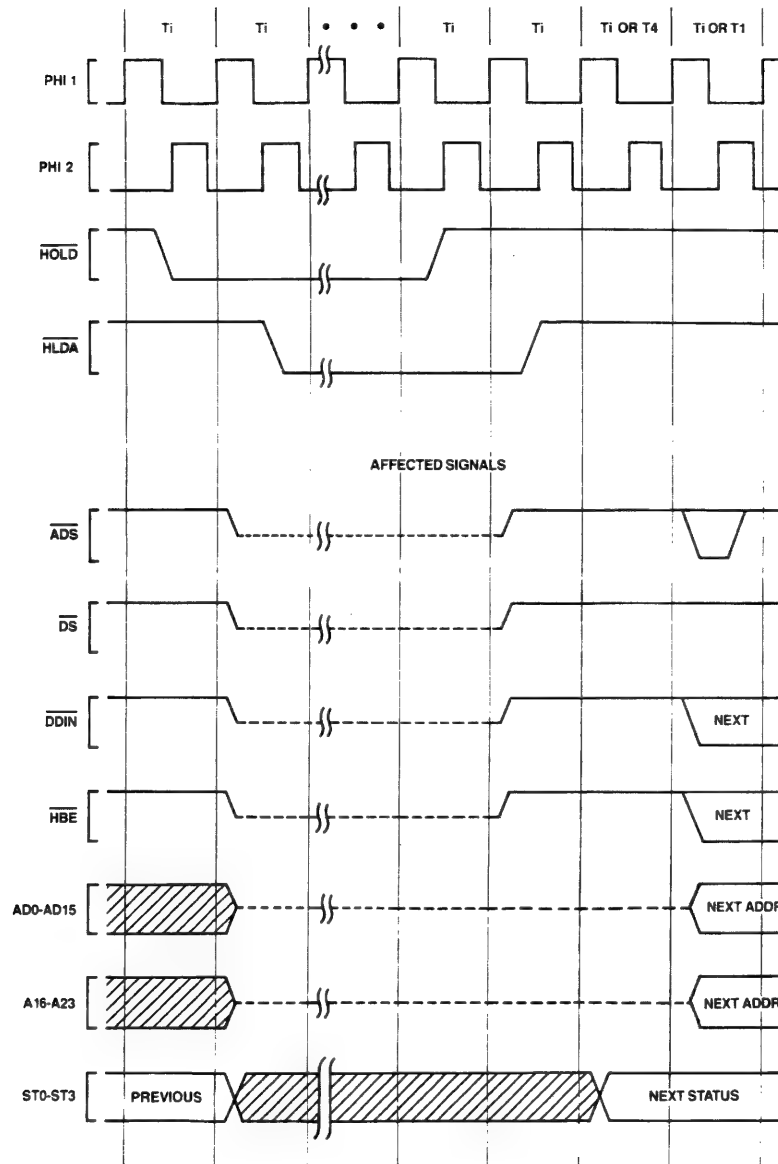 Ti Ti • • • Ti Ti Ti OR T4 Ti OR T1
PHI 1
PHI 2
HOLD
HLDA
AFFECTED SIGNALS
ADS
DS
DDIN NEXT
HBE NEXT
AD0-AD15 NEXT ADDR
A16-A23 NEXT ADDR
ST0-ST3 PREVIOUS NEXT STATUS